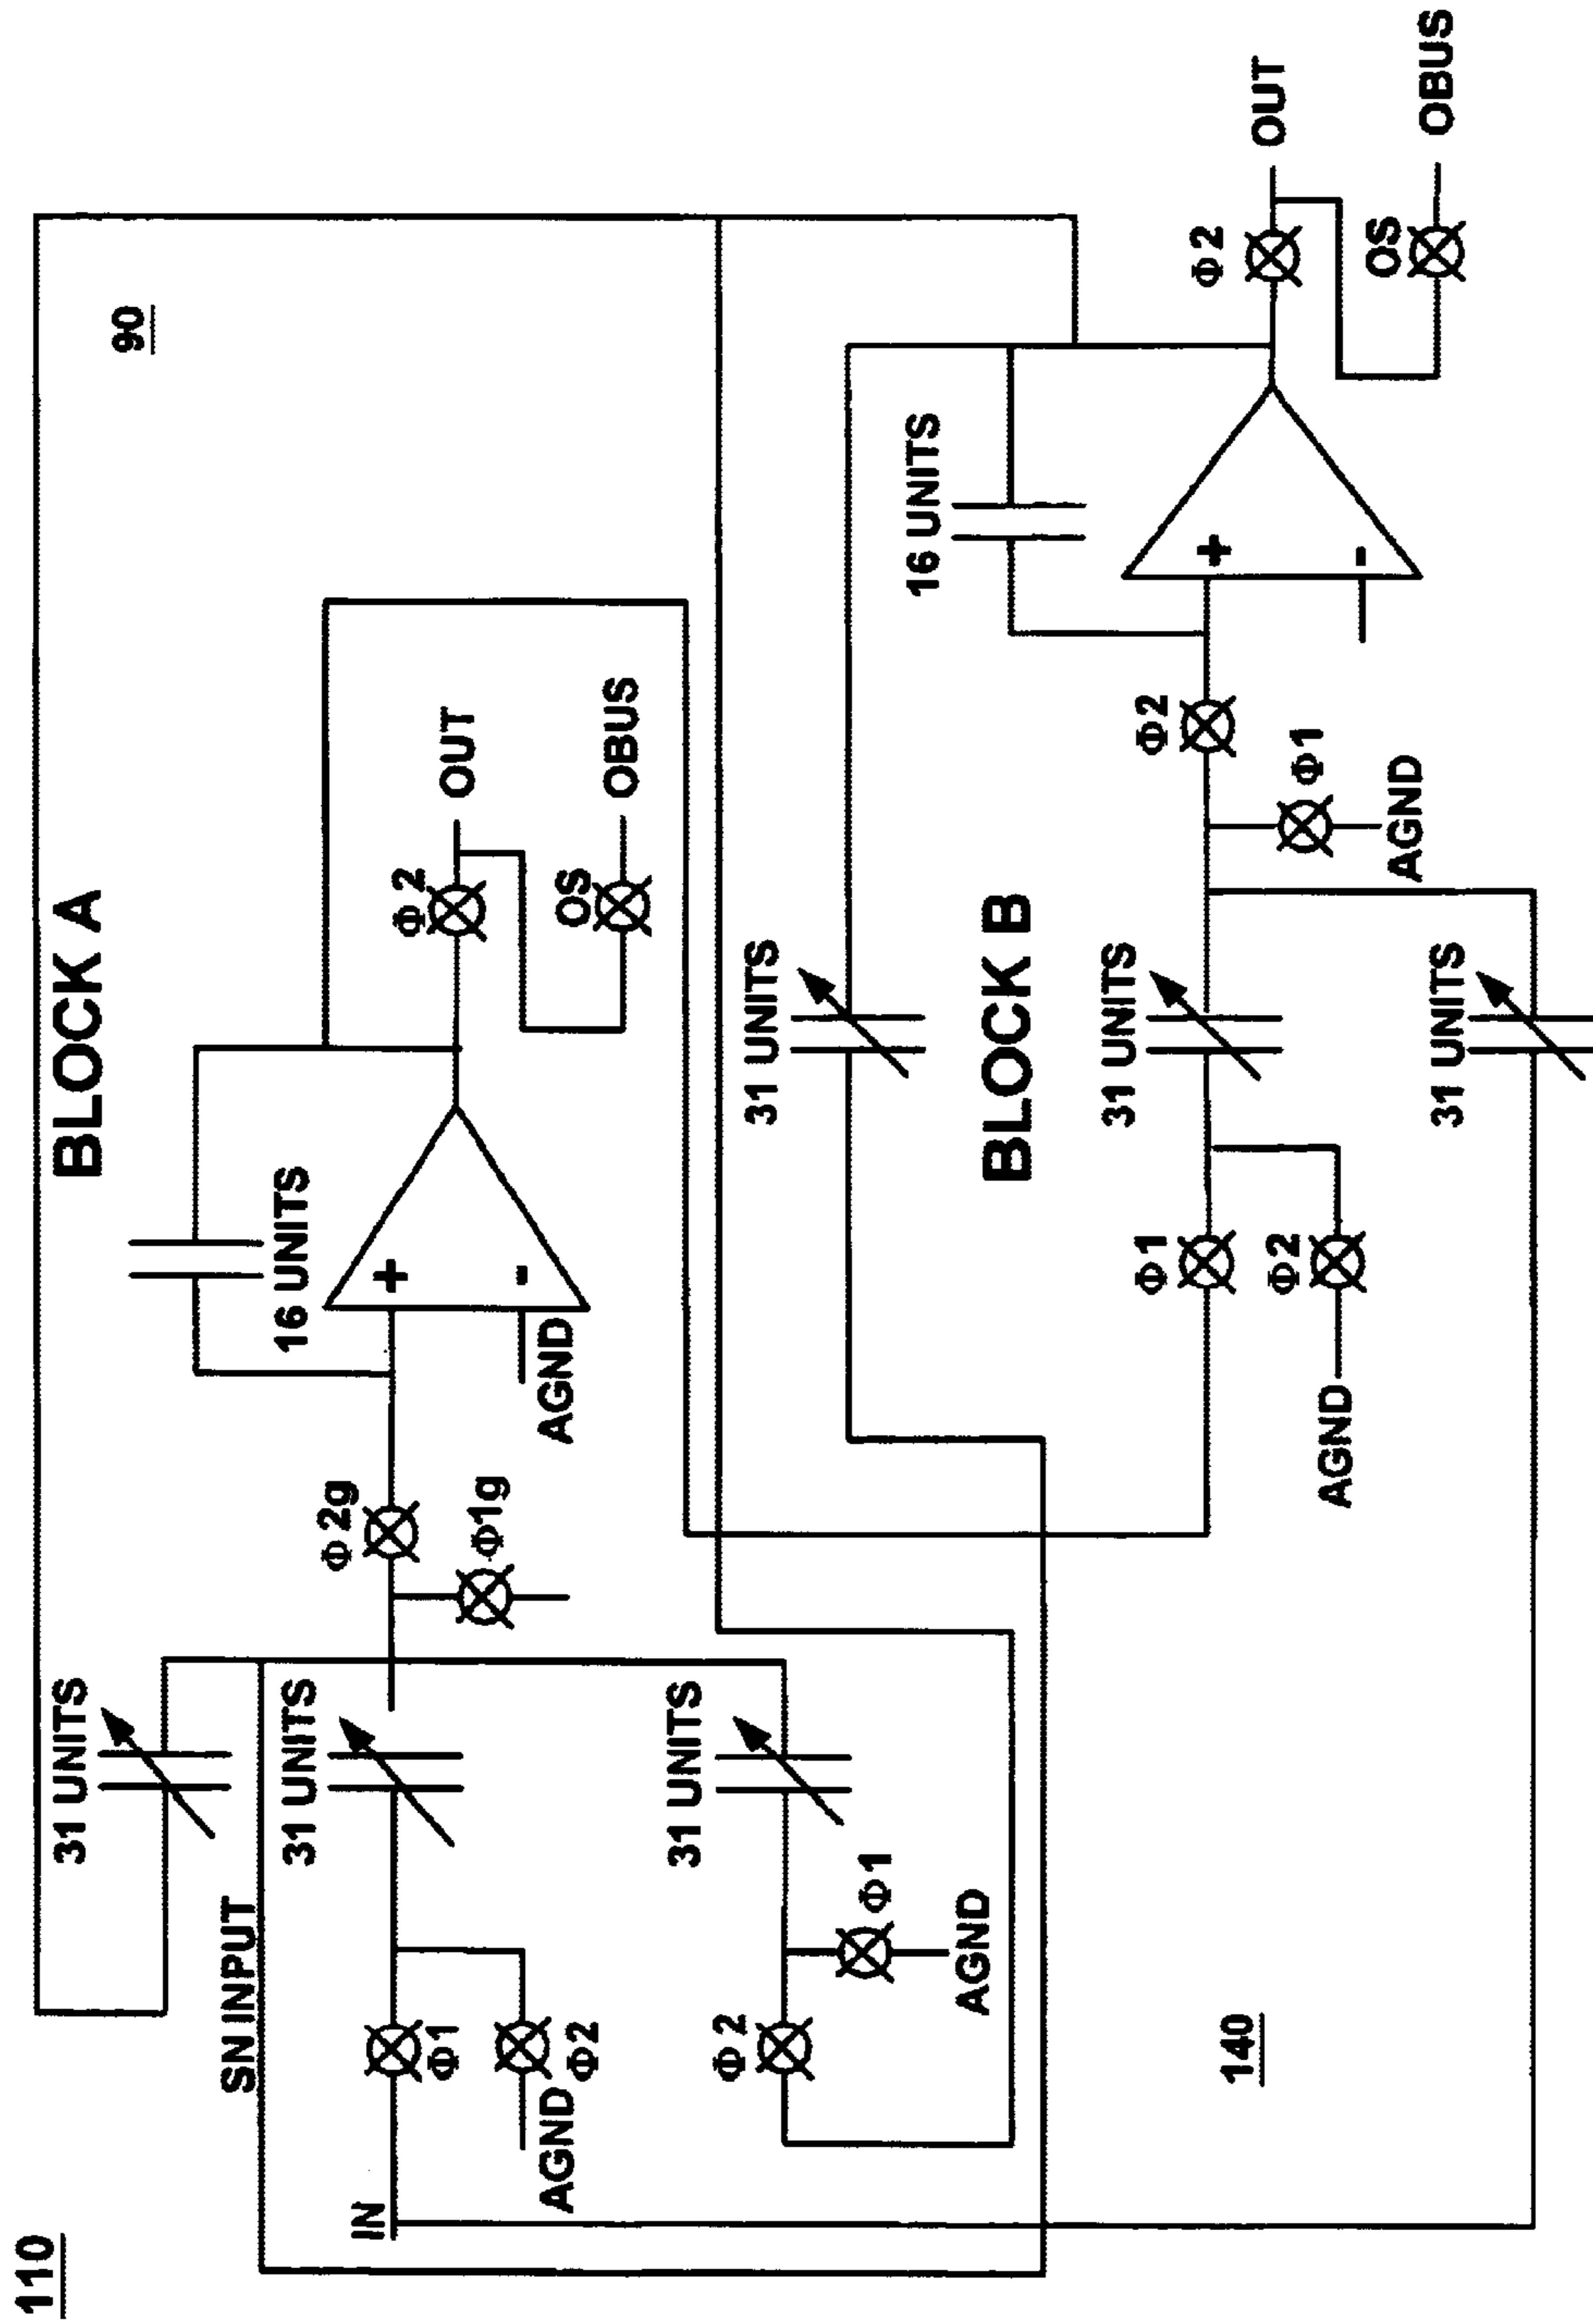 110
BLOCK A
90
31 UNITS
SN INPUT
31 UNITS
16 UNITS
Φ2g
Φ1g
+
-
AGND
Φ2
OUT
OS
OBUS
IN
Φ1
Φ2
AGND
31 UNITS
Φ2
Φ1
AGND
31 UNITS
BLOCK B
16 UNITS
31 UNITS
Φ1
Φ2
AGND
Φ2
Φ1
AGND
+
-
Φ2
OUT
OS
OBUS
140
31 UNITS